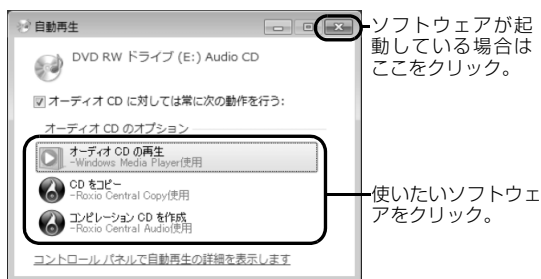 自動再生
DVD RW ドライブ (E:) Audio CD
オーディオ CD に対しては常に次の動作を行う:
オーディオ CD のオプション
オーディオ CD の再生
-Windows Media Player使用
CD をコピー
-Roxio Central Copy使用
コンピレーション CD を作成
-Roxio Central Audio使用
コントロール パネルで自動再生の詳細を表示します
ソフトウェアが起
動している場合は
ここをクリック。
使いたいソフトウェ
アをクリック。